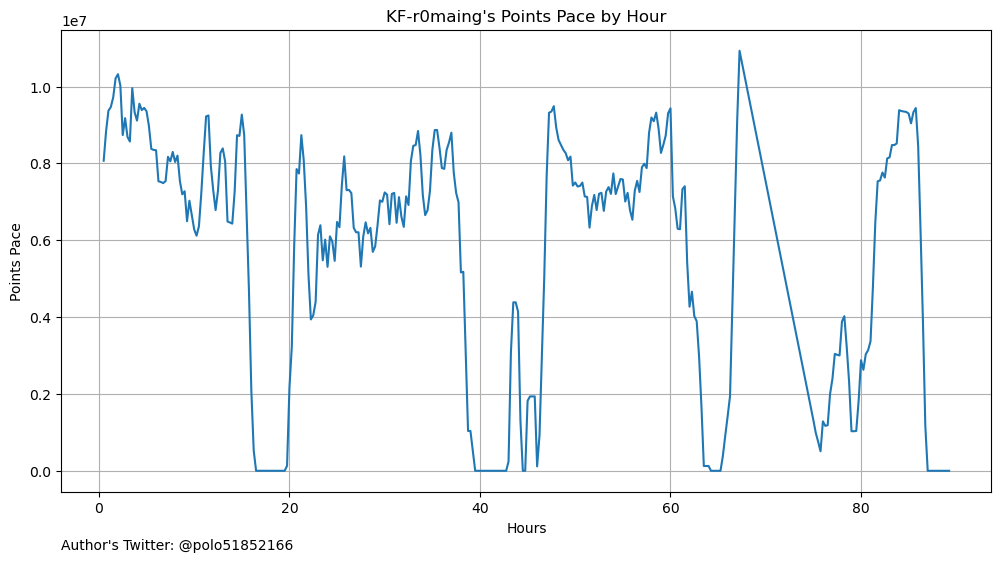 KF-r0maing's Points Pace by Hour
1e7
1.0
0.8
0.6
0.4
0.2
0.0
Points Pace
0 20 40 60 80
Hours
Author's Twitter: @polo51852166